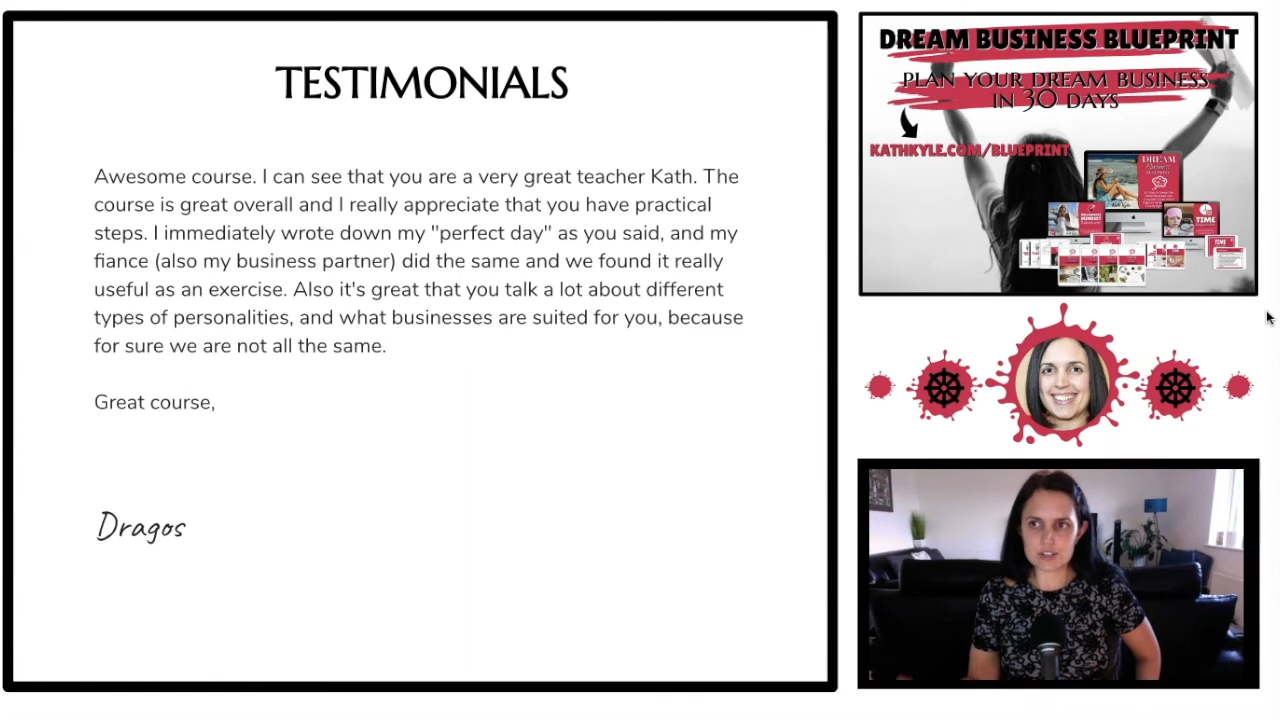 TESTIMONIALS
Awesome course. I can see that you are a very great teacher Kath. The
course is great overall and I really appreciate that you have practical
steps. I immediately wrote down my "perfect day" as you said, and my
fiance (also my business partner) did the same and we found it really
useful as an exercise. Also it's great that you talk a lot about different
types of personalities, and what businesses are suited for you, because
for sure we are not all the same.
Great course,
Dragos
DREAM BUSINESS BLUEPRINT
PLAN YOUR DREAM BUSINESS
IN 30 DAYS
KATHKYLE.COM/BLUEPRINT
DREAM
TIME